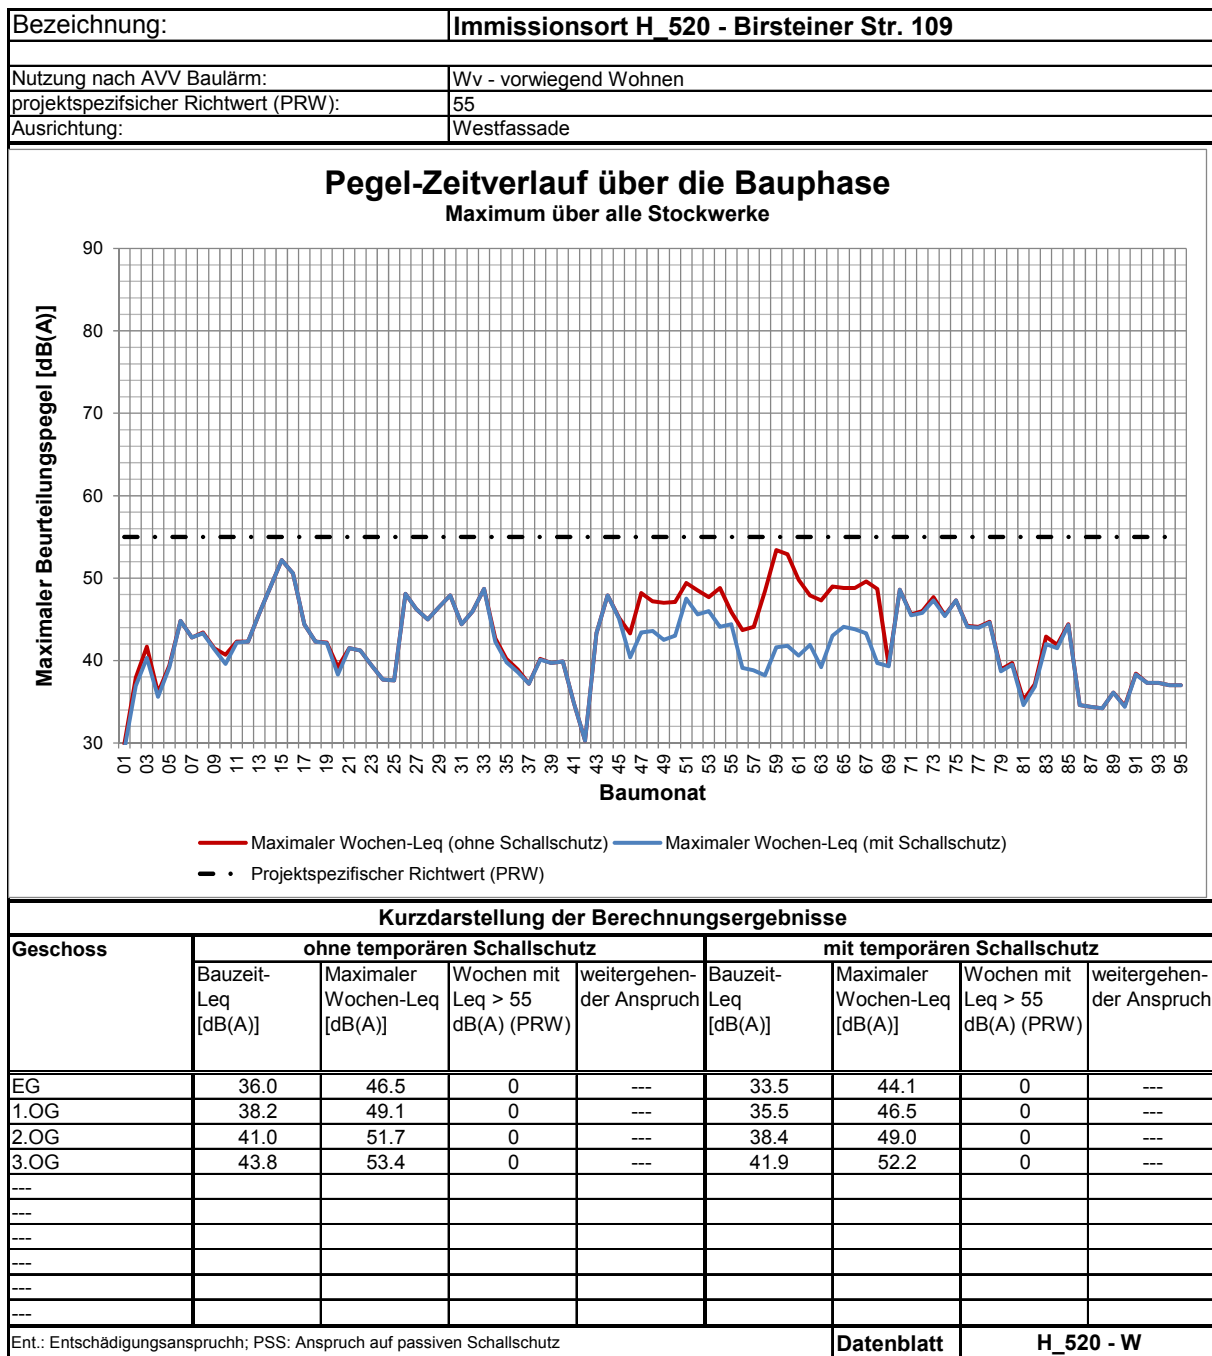 Bezeichnung: Immissionsort H_520 - Birsteiner Str. 109
Nutzung nach AVV Baulärm: Wv - vorwiegend Wohnen
projektspezifsicher Richtwert (PRW): 55
Ausrichtung: Westfassade
Pegel-Zeitverlauf über die Bauphase
Maximum über alle Stockwerke
Maximaler Beurteilungspegel [dB(A)]
90
80
70
60
50
40
30
01 03 05 07 09 11 13 15 17 19 21 23 25 27 29 31 33 35 37 39 41 43 45 47 49 51 53 55 57 59 61 63 65 67 69 71 73 75 77 79 81 83 85 87 89 91 93 95
Baumonat
Maximaler Wochen-Leq (ohne Schallschutz) Maximaler Wochen-Leq (mit Schallschutz)
Projektspezifischer Richtwert (PRW)
Kurzdarstellung der Berechnungsergebnisse
Geschoss ohne temporären Schallschutz mit temporären Schallschutz
Bauzeit- Maximaler Wochen mit weitergehen- Bauzeit- Maximaler Wochen mit weitergehen-
Leq Wochen-Leq Leq > 55 der Anspruch Leq Wochen-Leq Leq > 55 der Anspruch
[dB(A)] [dB(A)] dB(A) (PRW) [dB(A)] [dB(A)] dB(A) (PRW)
EG 36.0 46.5 0 --- 33.5 44.1 0 ---
1.OG 38.2 49.1 0 --- 35.5 46.5 0 ---
2.OG 41.0 51.7 0 --- 38.4 49.0 0 ---
3.OG 43.8 53.4 0 --- 41.9 52.2 0 ---
---
---
---
---
---
---
Ent.: Entschädigungsanspruchh; PSS: Anspruch auf passiven Schallschutz Datenblatt H_520 - W